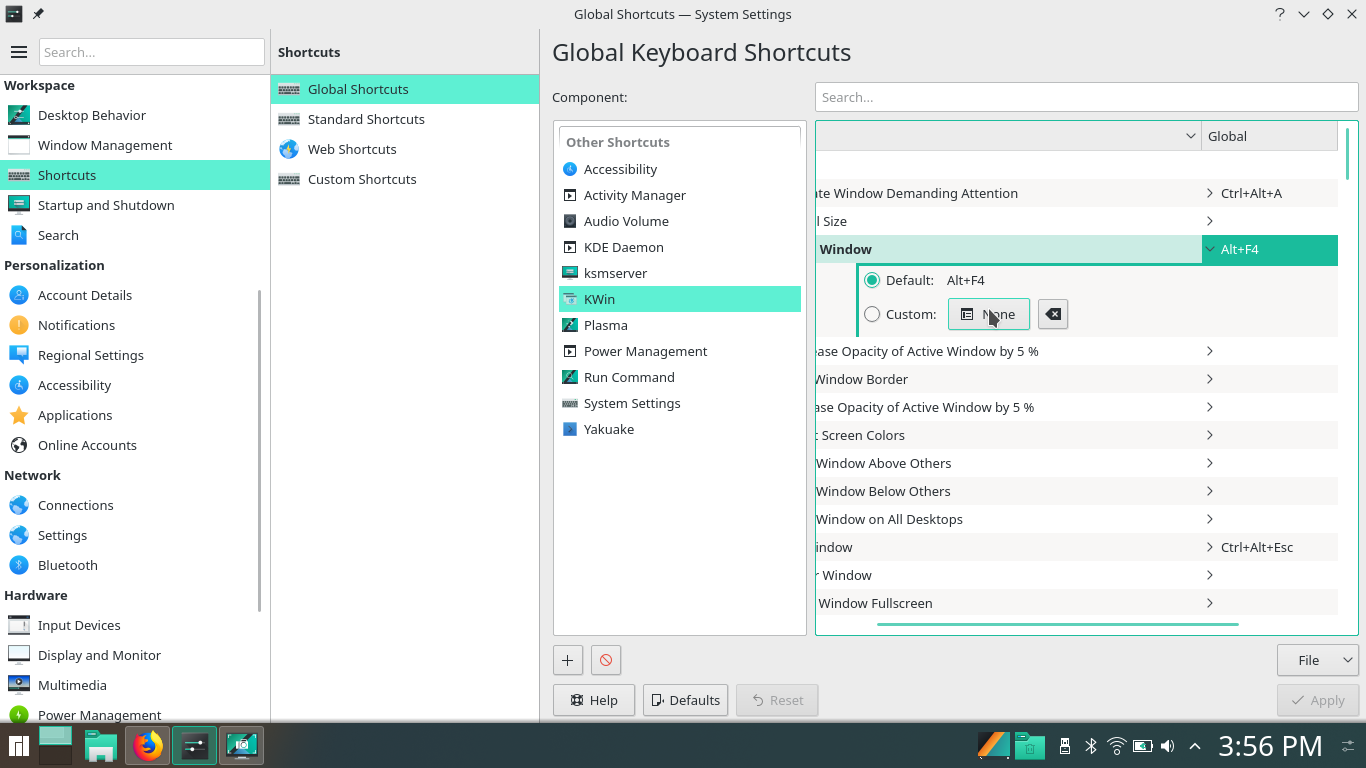 Global Shortcuts — System Settings
Search...
Workspace
Desktop Behavior
Window Management
Shortcuts
Startup and Shutdown
Search
Personalization
Account Details
Notifications
Regional Settings
Accessibility
Applications
Online Accounts
Network
Connections
Settings
Bluetooth
Hardware
Input Devices
Display and Monitor
Multimedia
Power Management
Shortcuts
Global Shortcuts
Standard Shortcuts
Web Shortcuts
Custom Shortcuts
Global Keyboard Shortcuts
Component:
Search...
Other Shortcuts
Accessibility
Activity Manager
Audio Volume
KDE Daemon
ksmserver
KWin
Plasma
Power Management
Run Command
System Settings
Yakuake
Global
ate Window Demanding Attention Ctrl+Alt+A
l Size
Window Alt+F4
Default: Alt+F4
Custom: None
ease Opacity of Active Window by 5 %
Window Border
ase Opacity of Active Window by 5 %
t Screen Colors
Window Above Others
Window Below Others
Window on All Desktops
indow Ctrl+Alt+Esc
r Window
Window Fullscreen
File
Help
Defaults
Reset
Apply
3:56 PM